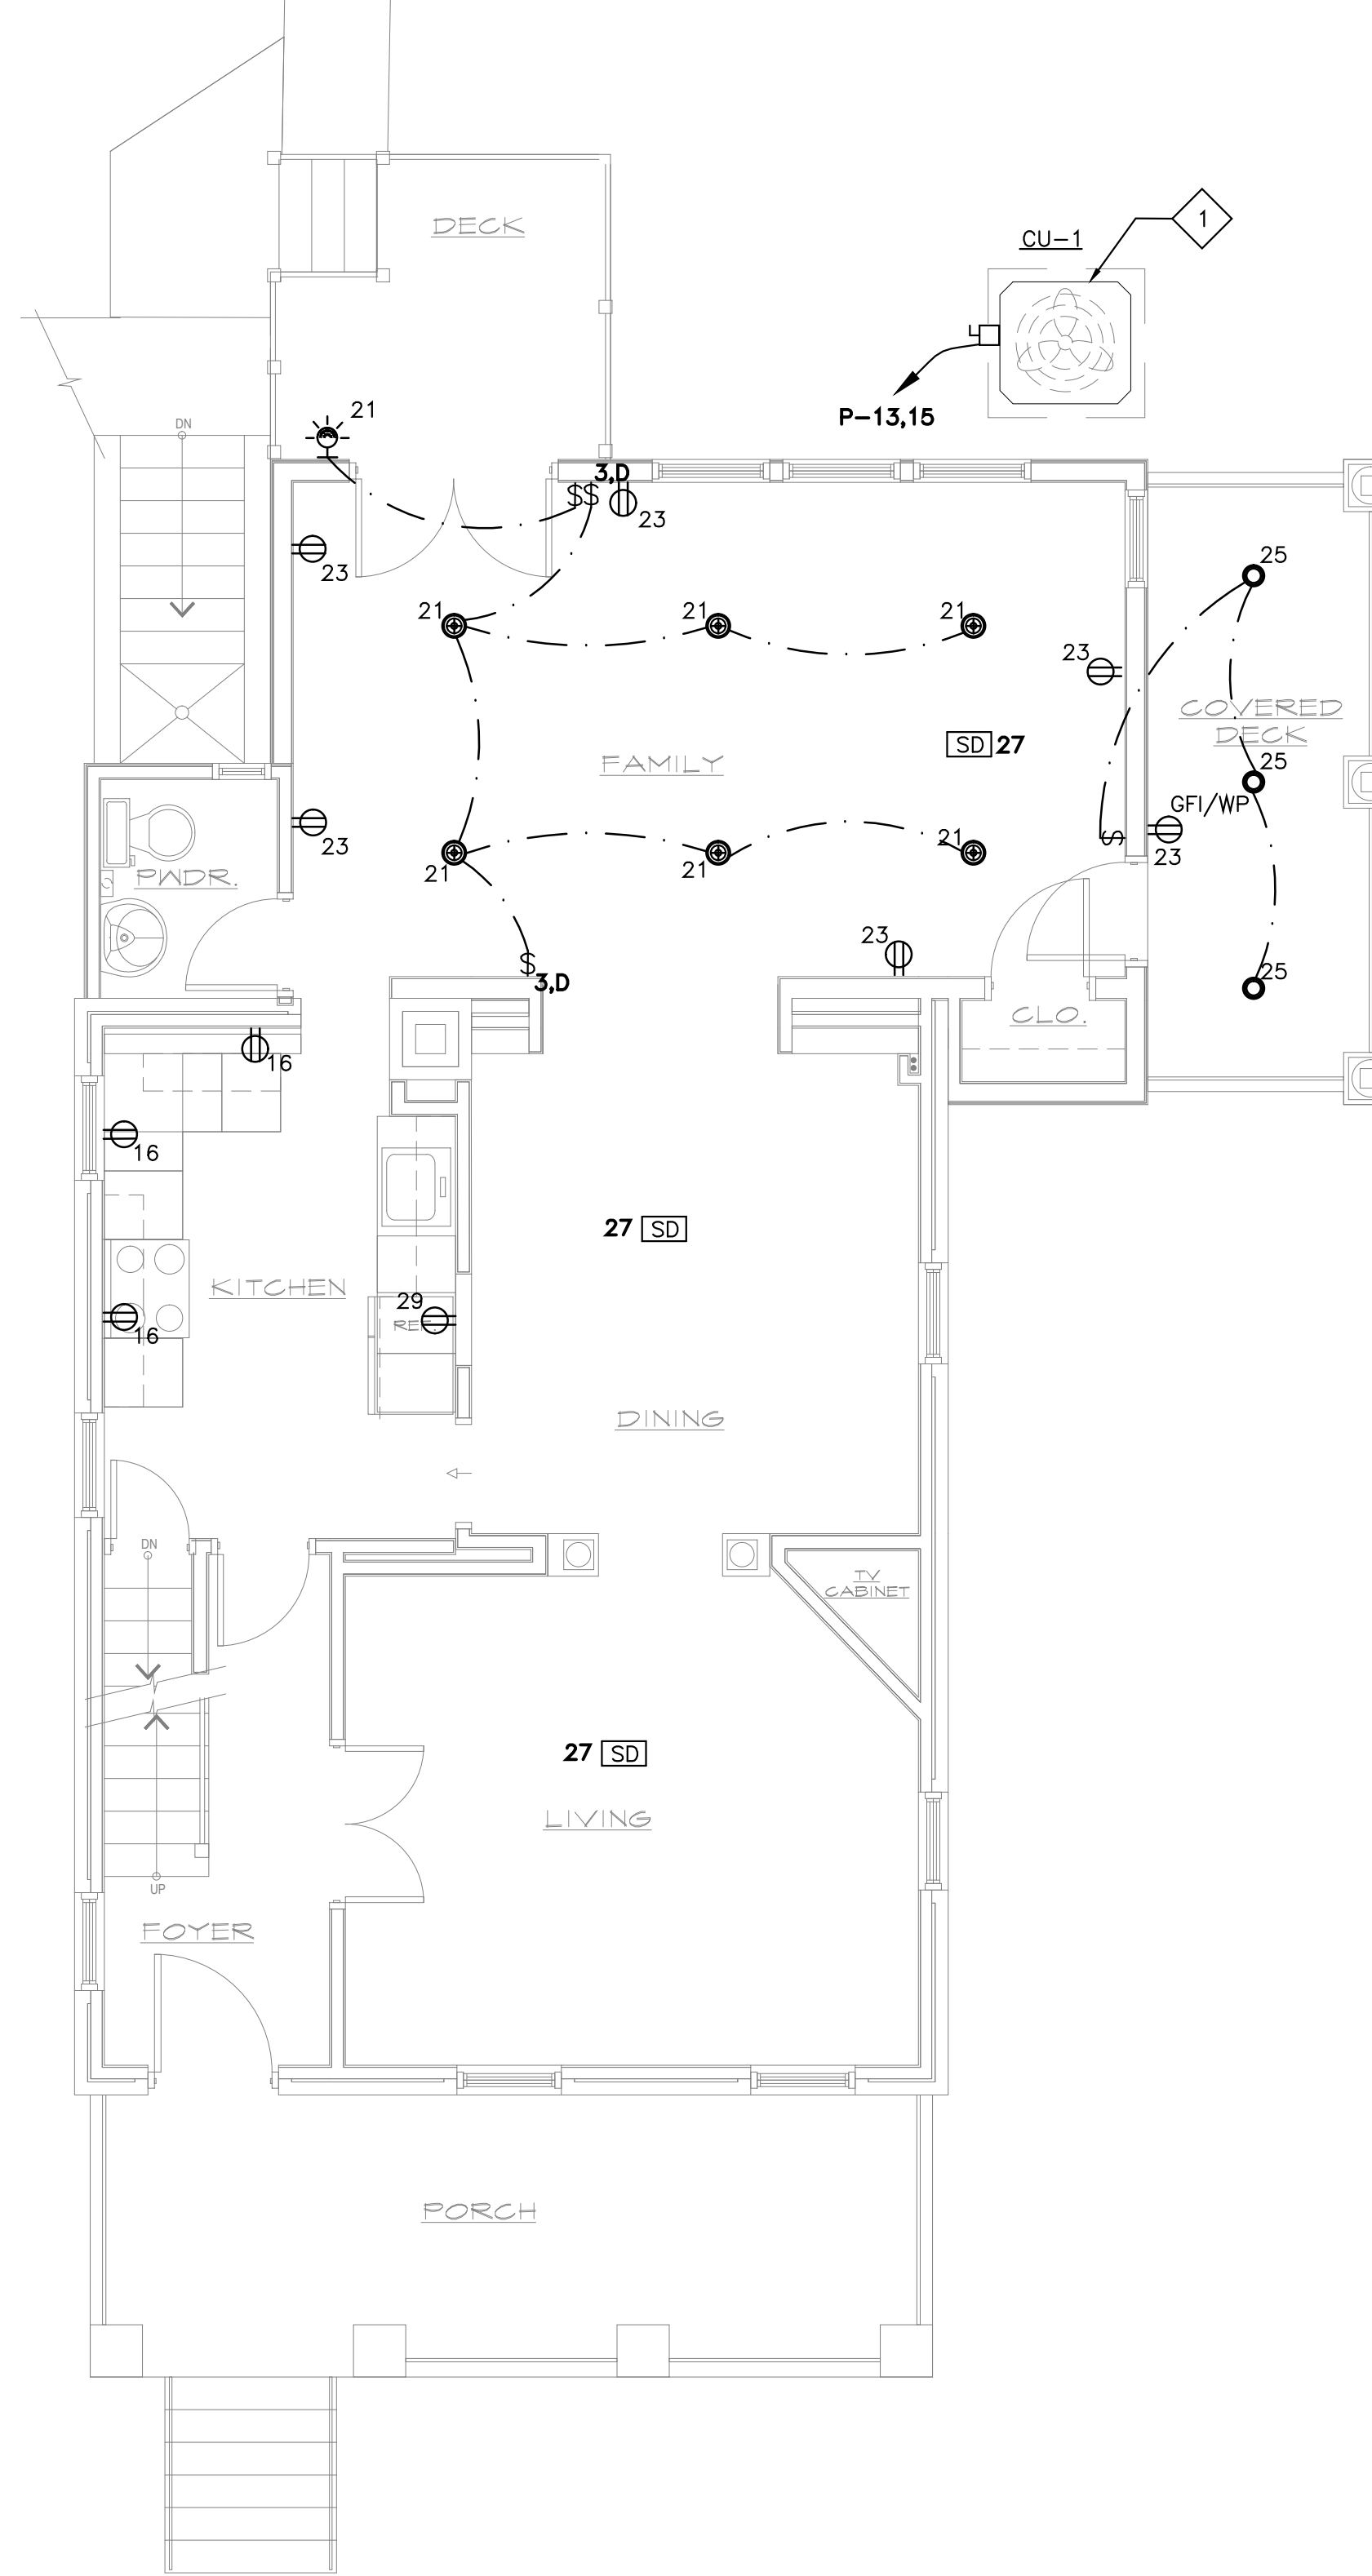 DECK
1
CU-1
P-13,15
21
DN
3,D
$$
23
23
25
21
21
21
23
COVERED
DECK
SD 27
FAMILY
25
GFI/WP
23
$
23
21
21
21
PWDR.
23
$
3,D
25
CLO.
16
16
27 SD
KITCHEN
29
REF.
16
DINING
DN
TV
CABINET
27 SD
LIVING
UP
FOYER
PORCH